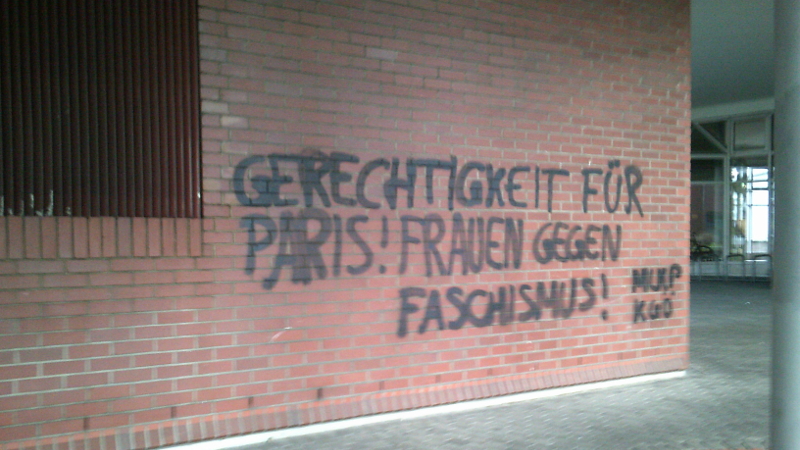 GERECHTIGKEIT FÜR
PARIS! FRAUEN GEGEN
FASCHISMUS!
MLKP
KGÖ